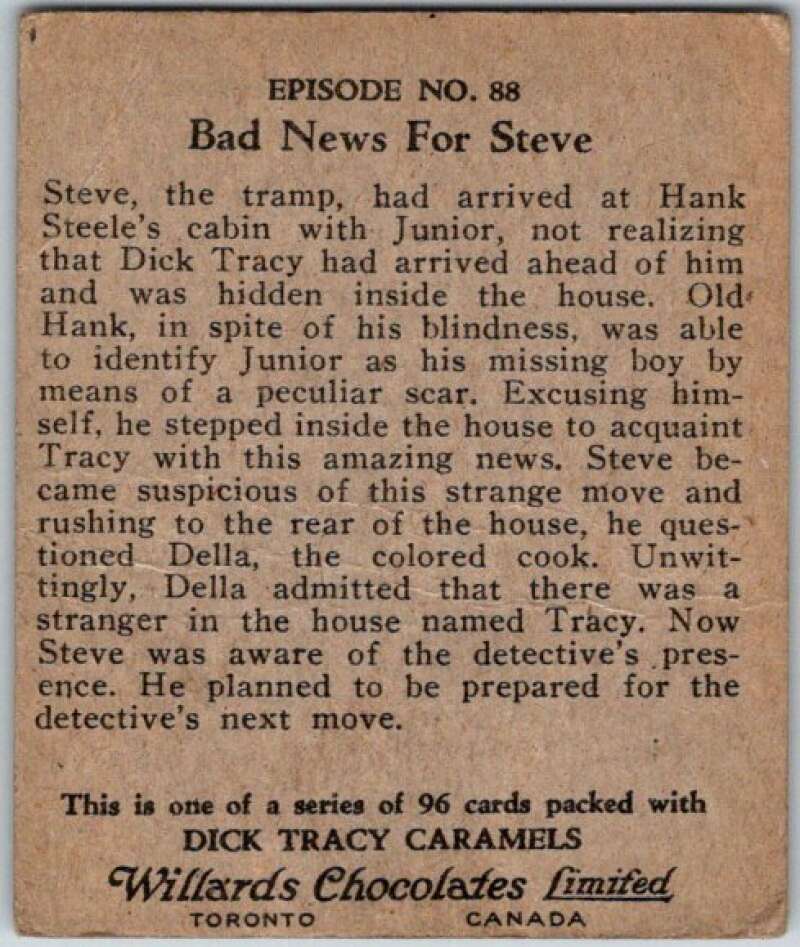 EPISODE NO. 88
Bad News For Steve
Steve, the tramp, had arrived at Hank
Steele's cabin with Junior, not realizing
that Dick Tracy had arrived ahead of him
and was hidden inside the house. Old
Hank, in spite of his blindness, was able
to identify Junior as his missing boy by
means of a peculiar scar. Excusing him-
self, he stepped inside the house to acquaint
Tracy with this amazing news. Steve be-
came suspicious of this strange move and
rushing to the rear of the house, he ques-
tioned Della, the colored cook. Unwit-
tingly, Della admitted that there was a
stranger in the house named Tracy. Now
Steve was aware of the detective's pres-
ence. He planned to be prepared for the
detective's next move.
This is one of a series of 96 cards packed with
DICK TRACY CARAMELS
Willards Chocolates Limited
TORONTO CANADA